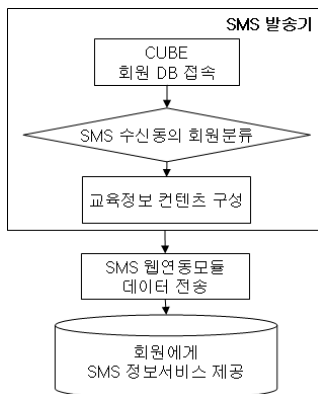 SMS 발송기
CUBE
회원 DB 접속
SMS 수신동의 회원분류
교육정보 컨텐츠 구성
SMS 웹연동모듈
데이터 전송
회원에게
SMS 정보서비스 제공